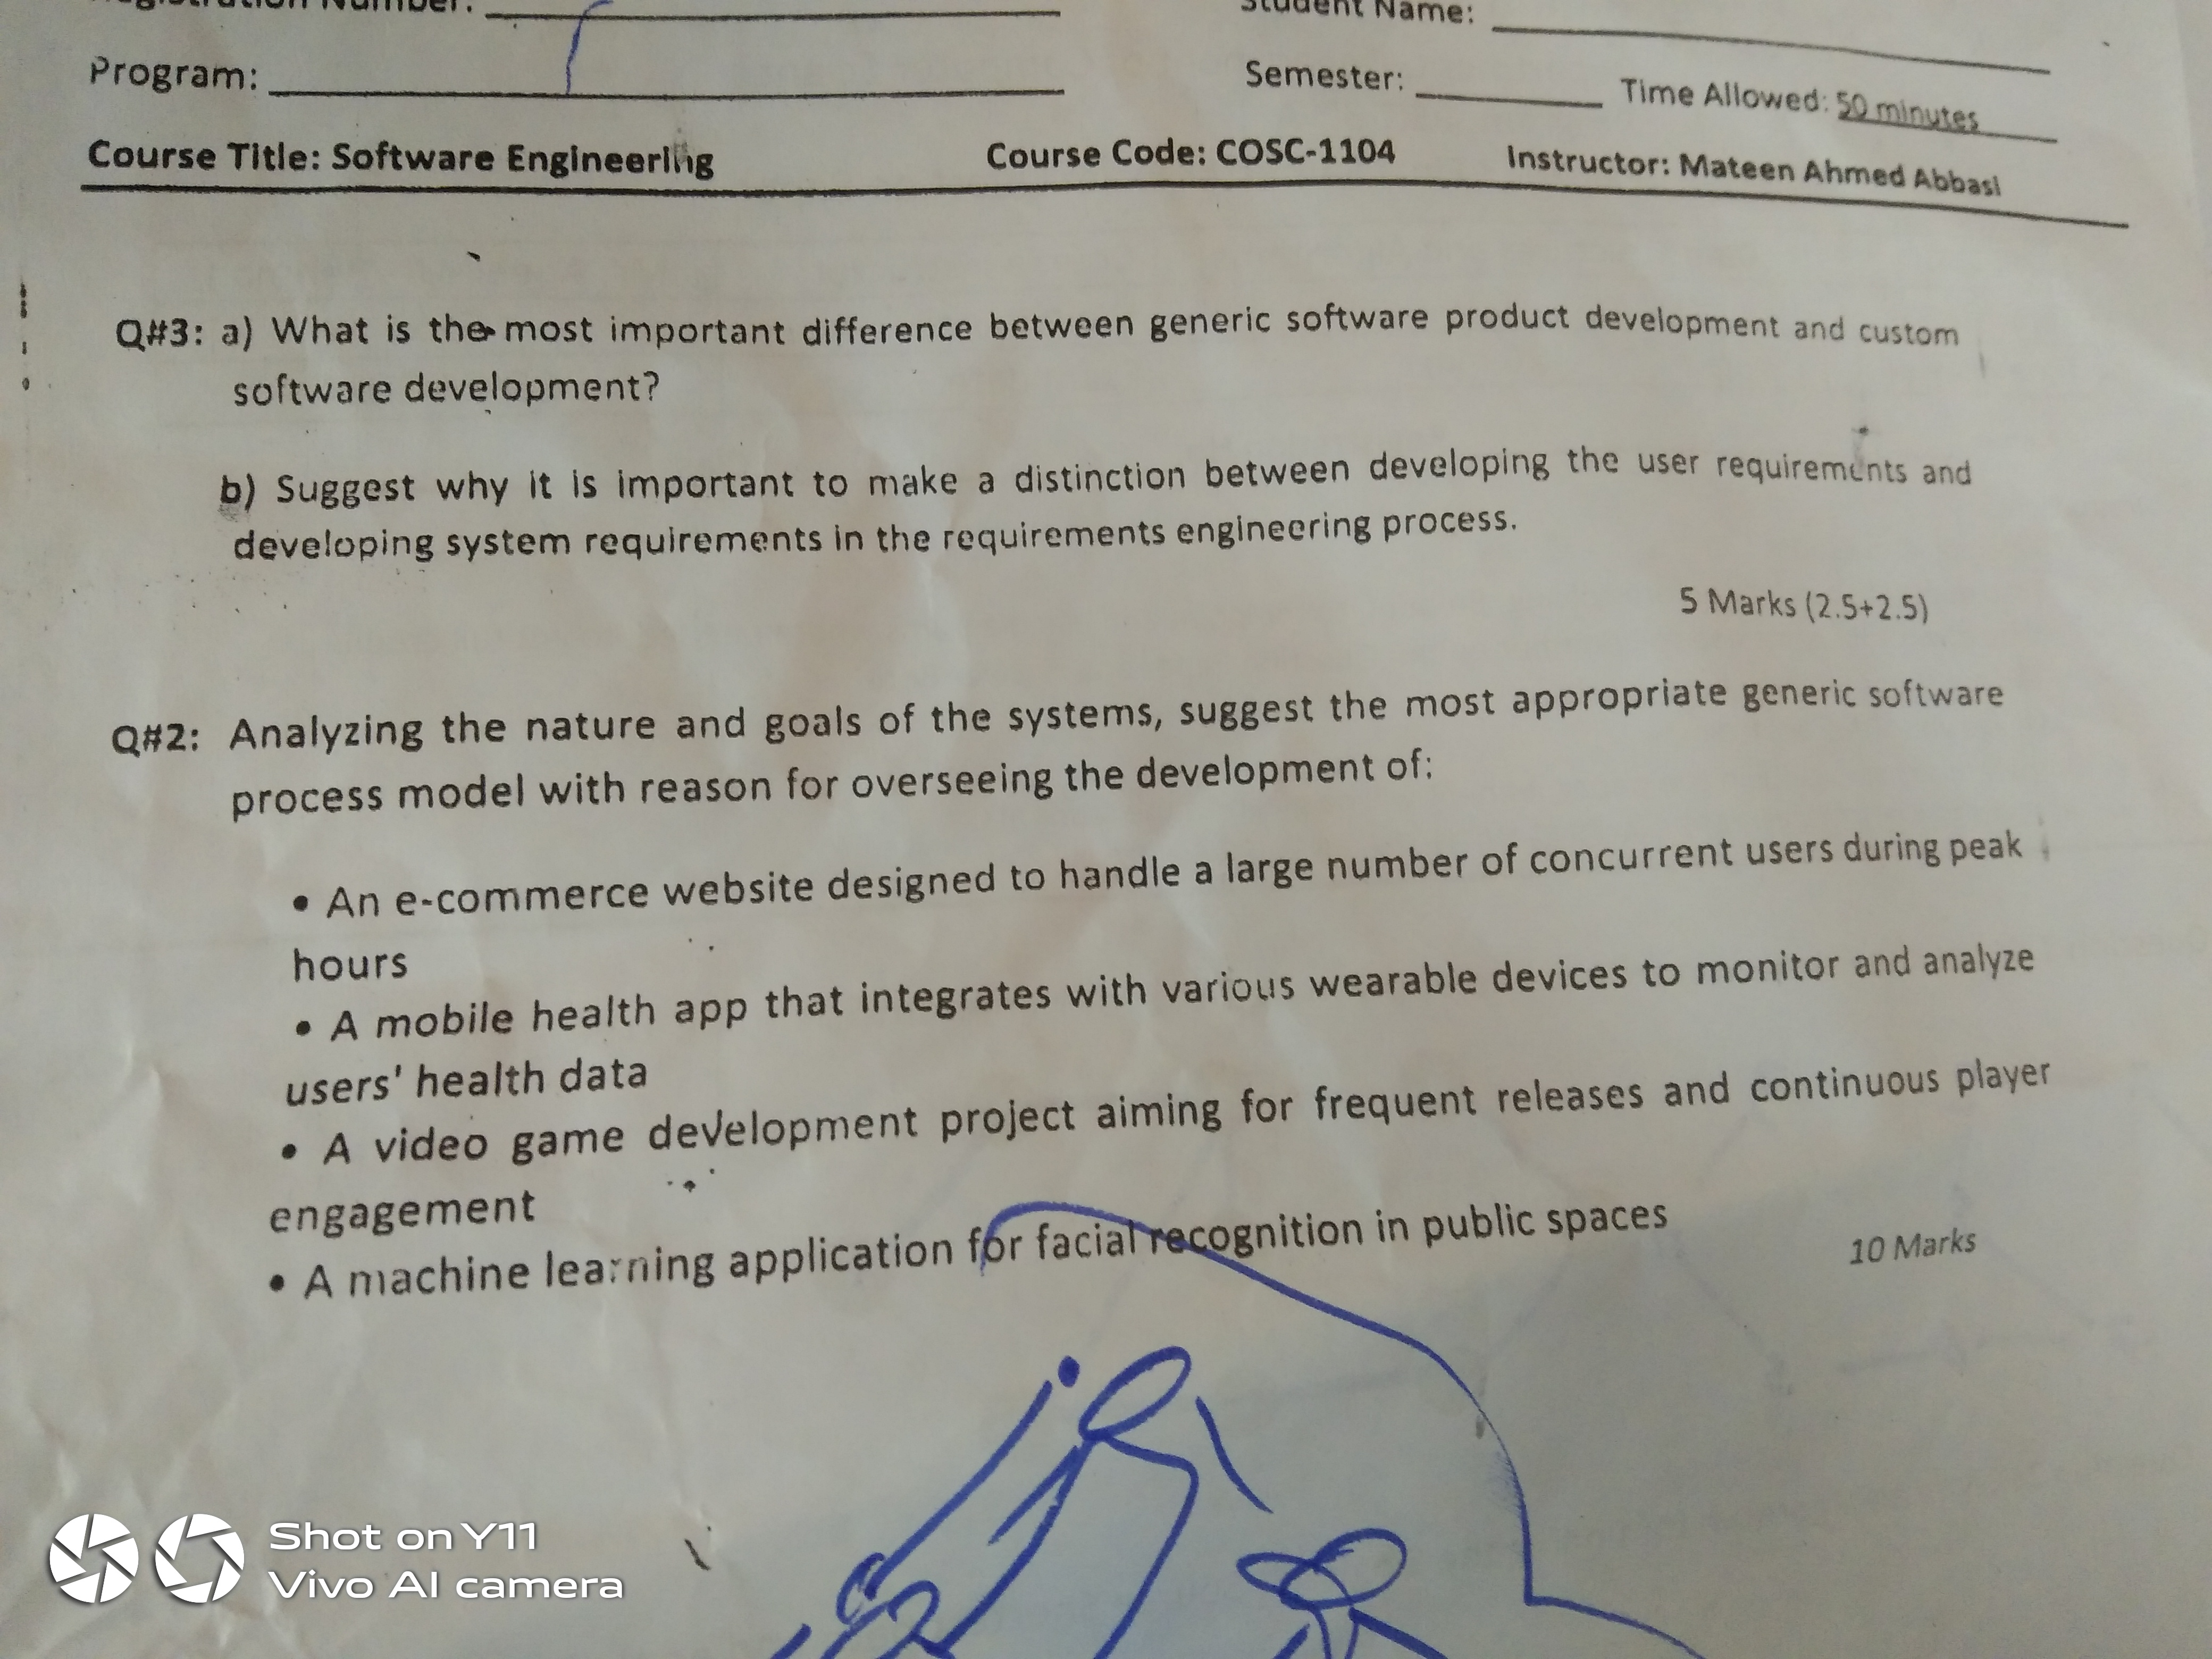 Registration Number:
Student Name:
Program:
Semester:
Time Allowed: 50 minutes
Course Title: Software Engineering
Course Code: COSC-1104
Instructor: Mateen Ahmed Abbasi
Q#3: a) What is the most important difference between generic software product development and custom
software development?
b) Suggest why it is important to make a distinction between developing the user requirements and
developing system requirements in the requirements engineering process.
5 Marks (2.5+2.5)
Q#2: Analyzing the nature and goals of the systems, suggest the most appropriate generic software
process model with reason for overseeing the development of:
• An e-commerce website designed to handle a large number of concurrent users during peak
hours
• A mobile health app that integrates with various wearable devices to monitor and analyze
users' health data
• A video game development project aiming for frequent releases and continuous player
engagement
• A machine learning application for facial recognition in public spaces
10 Marks
Shot on Y11
Vivo AI camera